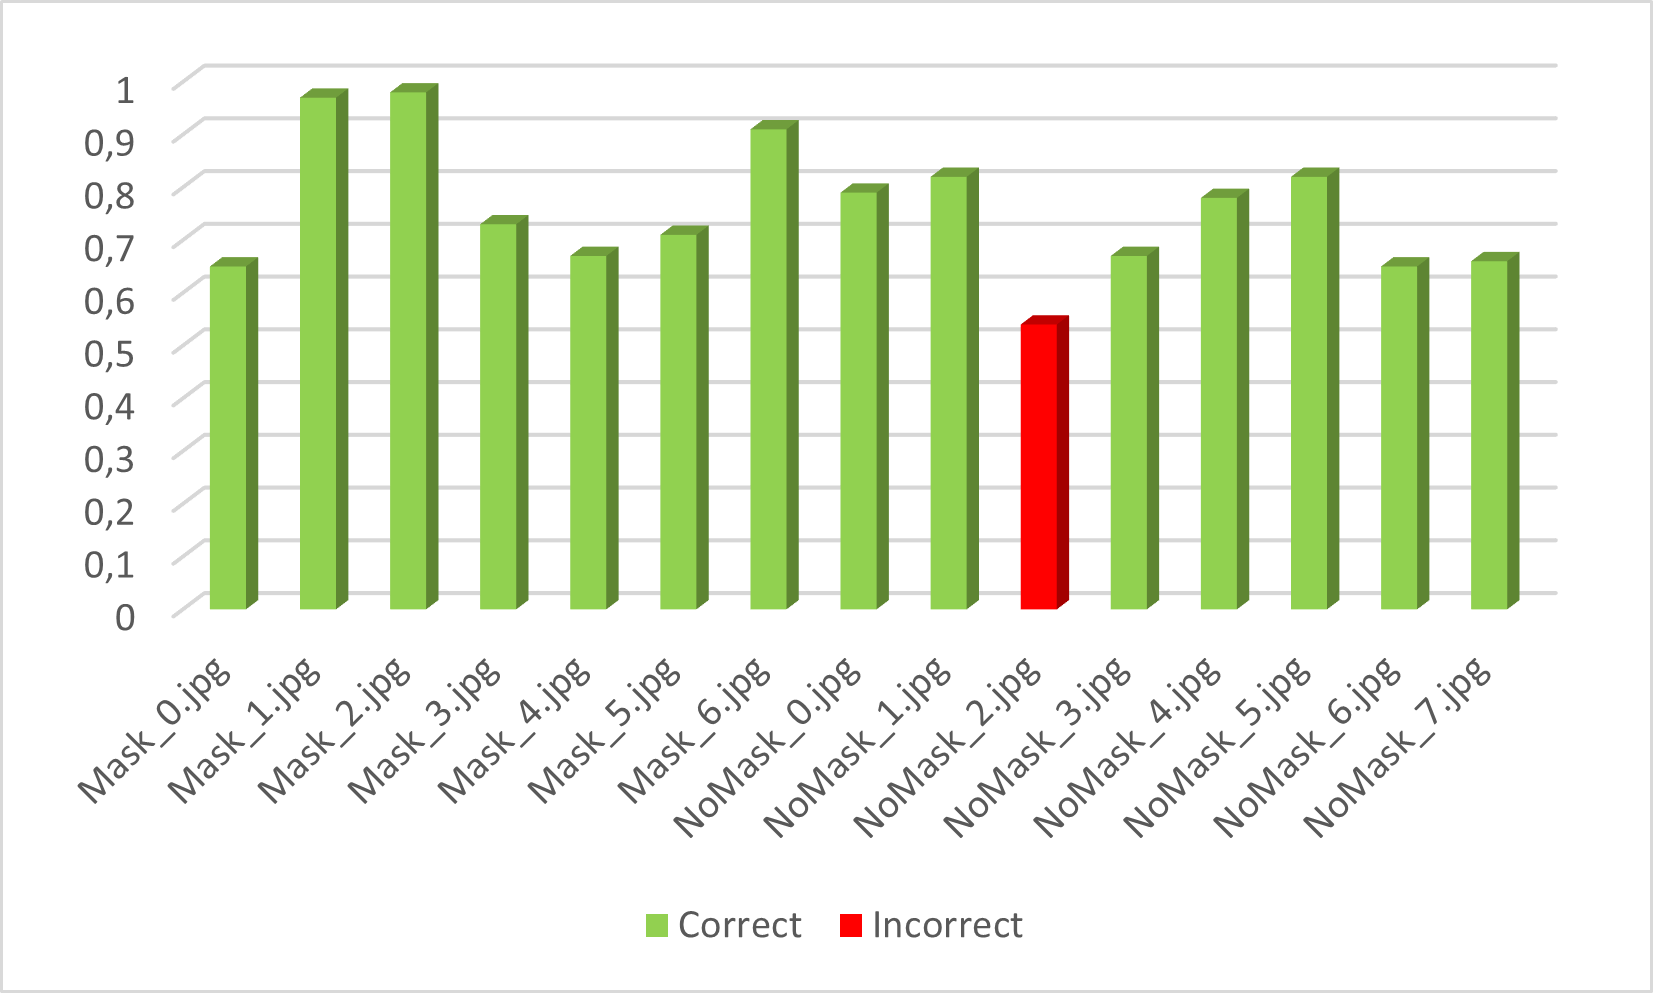 1
0,9
0,8
0,7
0,6
0,5
0,4
0,3
0,2
0,1
0
Mask_0.jpg
Mask_1.jpg
Mask_2.jpg
Mask_3.jpg
Mask_4.jpg
Mask_5.jpg
Mask_6.jpg
NoMask_0.jpg
NoMask_1.jpg
NoMask_2.jpg
NoMask_3.jpg
NoMask_4.jpg
NoMask_5.jpg
NoMask_6.jpg
NoMask_7.jpg
Correct Incorrect